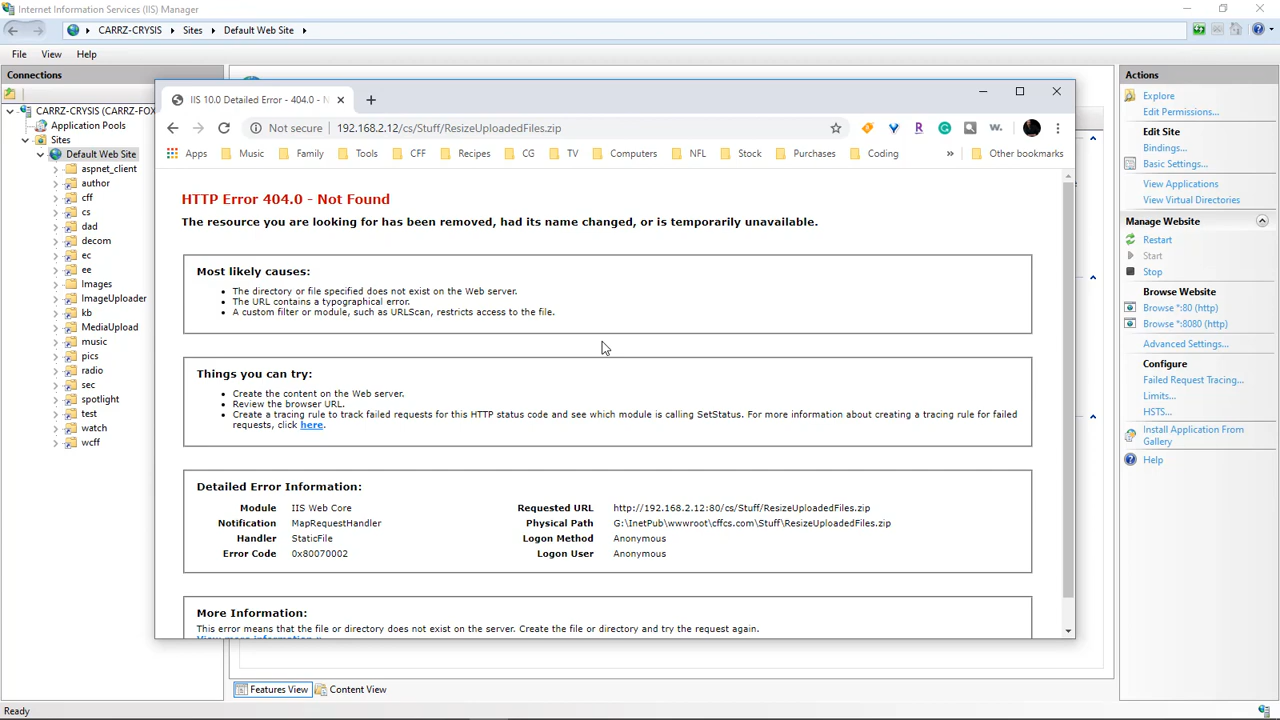 Internet Information Services (IIS) Manager
CARRZ-CRYSIS
Sites
Default Web Site
File View Help
Connections
CARRZ-CRYSIS (CARRZ-FOX
Application Pools
Sites
Default Web Site
aspnet_client
author
cff
cs
dad
decom
ec
ee
Images
ImageUploader
kb
MediaUpload
music
pics
radio
sec
spotlight
test
watch
wcff
IIS 10.0 Detailed Error - 404.0 - N
Not secure 192.168.2.12/cs/Stuff/ResizeUploadedFiles.zip
Apps Music Family Tools CFF Recipes CG TV Computers NFL Stock Purchases Coding » Other bookmarks
HTTP Error 404.0 - Not Found
The resource you are looking for has been removed, had its name changed, or is temporarily unavailable.
Most likely causes:
The directory or file specified does not exist on the Web server.
The URL contains a typographical error.
A custom filter or module, such as URLScan, restricts access to the file.
Things you can try:
Create the content on the Web server.
Review the browser URL.
Create a tracing rule to track failed requests for this HTTP status code and see which module is calling SetStatus. For more information about creating a tracing rule for failed
requests, click here.
Detailed Error Information:
Module IIS Web Core
Notification MapRequestHandler
Handler StaticFile
Error Code 0x80070002
Requested URL http://192.168.2.12:80/cs/Stuff/ResizeUploadedFiles.zip
Physical Path G:\InetPub\wwwroot\cffcs.com\Stuff\ResizeUploadedFiles.zip
Logon Method Anonymous
Logon User Anonymous
More Information:
This error means that the file or directory does not exist on the server. Create the file or directory and try the request again.
View more information »
Features View Content View
Actions
Explore
Edit Permissions...
Edit Site
Bindings...
Basic Settings...
View Applications
View Virtual Directories
Manage Website
Restart
Start
Stop
Browse Website
Browse *:80 (http)
Browse *:8080 (http)
Advanced Settings...
Configure
Failed Request Tracing...
Limits...
HSTS...
Install Application From
Gallery
Help
Ready